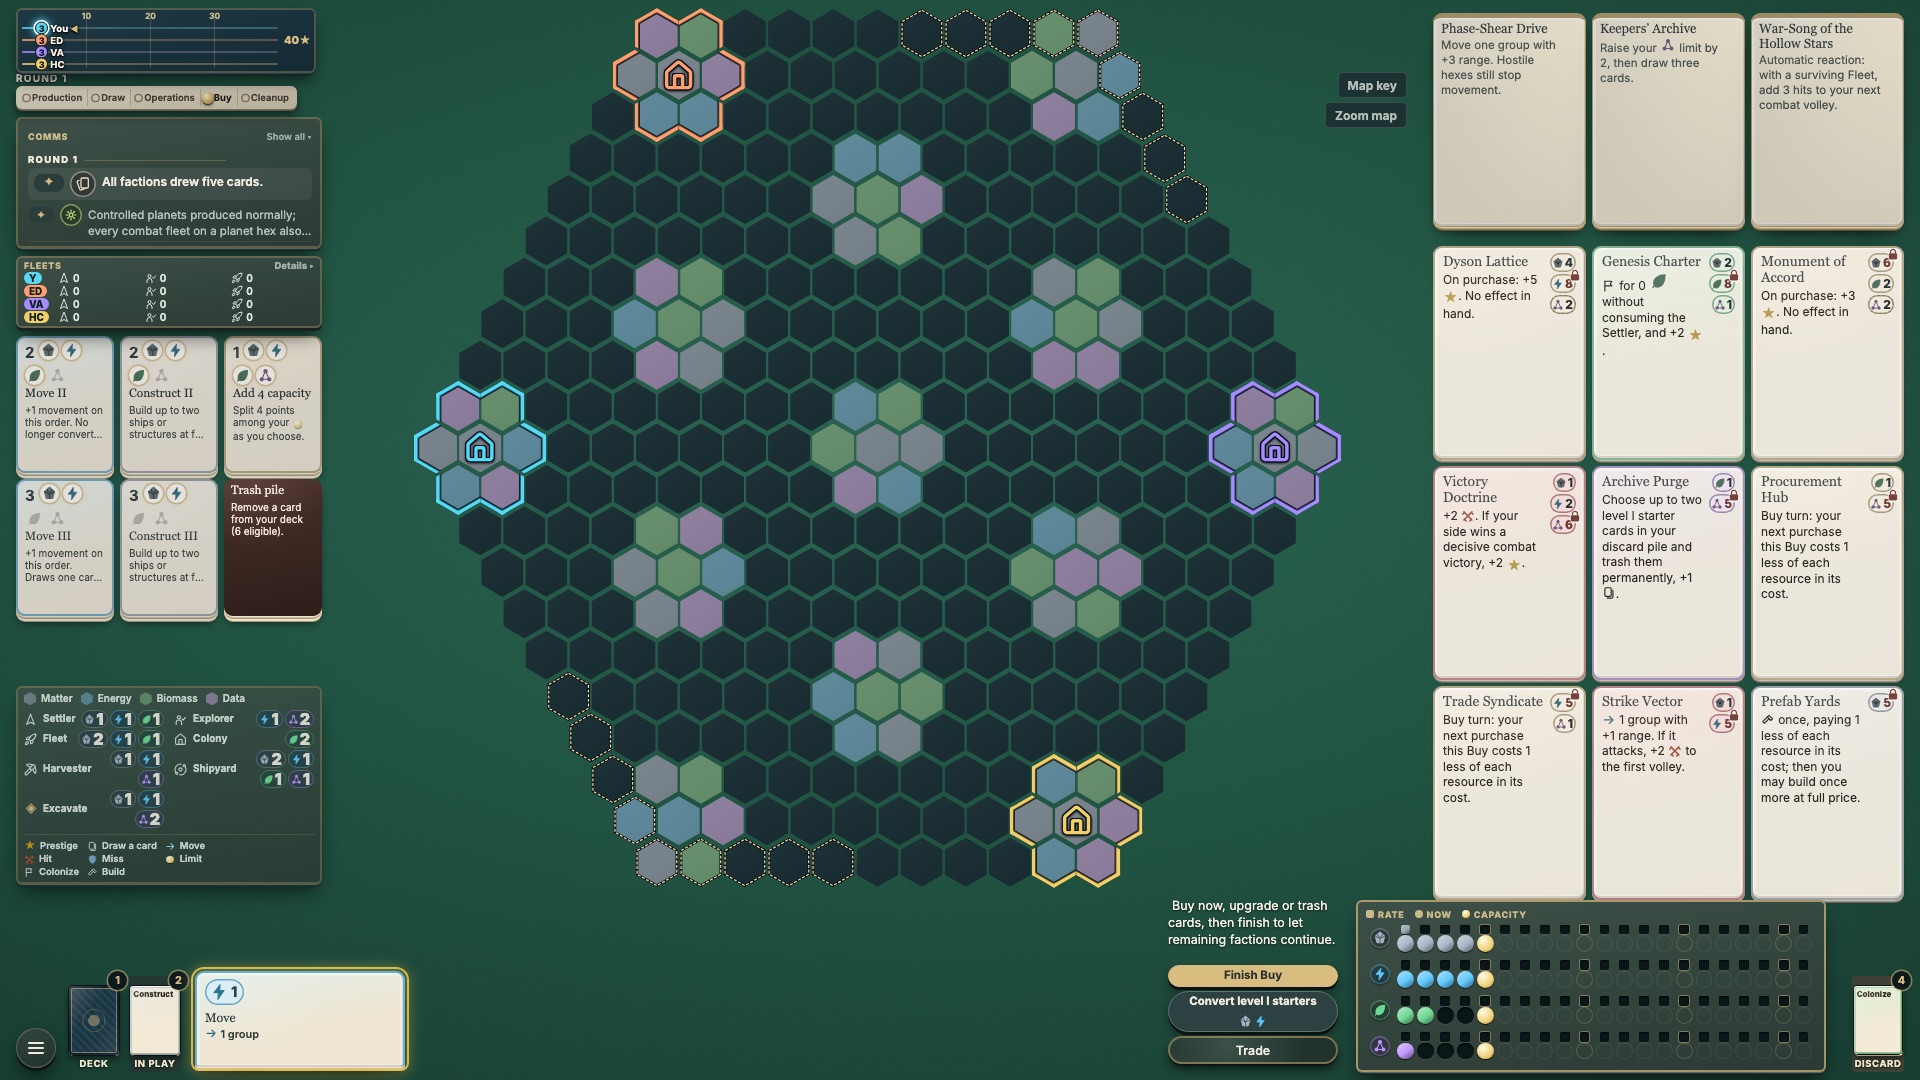 10 20 30
3 You
3 ED 40★
3 VA
3 HC
ROUND 1
Production Draw Operations Buy Cleanup
COMMS Show all
ROUND 1
All factions drew five cards.
Controlled planets produced normally;
every combat fleet on a planet hex also...
FLEETS Details
Y 0 0 0
ED 0 0 0
VA 0 0 0
HC 0 0 0
2
Move II
+1 movement on
this order. No
longer convert...
2
Construct II
Build up to two
ships or
structures at f...
1
Add 4 capacity
Split 4 points
among your
as you choose.
3
Move III
+1 movement on
this order.
Draws one car...
3
Construct III
Build up to two
ships or
structures at f...
Trash pile
Remove a card
from your deck
(6 eligible).
Matter Energy Biomass Data
Settler 1 1 1 Explorer 1 2
Fleet 2 1 1 Colony 2
Harvester 1 1 1 Shipyard 2 1 1 1
Excavate 1 1 2
Prestige Draw a card Move
Hit Miss Limit
Colonize Build
Map key
Zoom map
Phase-Shear Drive
Move one group with
+3 range. Hostile
hexes still stop
movement.
Keepers' Archive
Raise your limit by
2, then draw three
cards.
War-Song of the
Hollow Stars
Automatic reaction:
with a surviving Fleet,
add 3 hits to your next
combat volley.
Dyson Lattice 4 8 2
On purchase: +5
★. No effect in
hand.
Genesis Charter 2 8 1
for 0
without
consuming the
Settler, and +2 ★
.
Monument of
Accord 6 2 2
On purchase: +3
★. No effect in
hand.
Victory
Doctrine 1 2 6
+2 . If your
side wins a
decisive combat
victory, +2 ★.
Archive Purge 1 5
Choose up to two
level I starter
cards in your
discard pile and
trash them
permanently, +1
.
Procurement
Hub 1 5
Buy turn: your
next purchase
this Buy costs 1
less of each
resource in its
cost.
Trade Syndicate 5 1
Buy turn: your
next purchase
this Buy costs 1
less of each
resource in its
cost.
Strike Vector 1 5
→ 1 group with
+1 range. If it
attacks, +2 to
the first volley.
Prefab Yards 5
once, paying 1
less of each
resource in its
cost; then you
may build once
more at full price.
Buy now, upgrade or trash
cards, then finish to let
remaining factions continue.
Finish Buy
Convert level I starters
Trade
RATE NOW CAPACITY
1
DECK
2
Construct
IN PLAY
1
Move
→ 1 group
4
Colonize
DISCARD